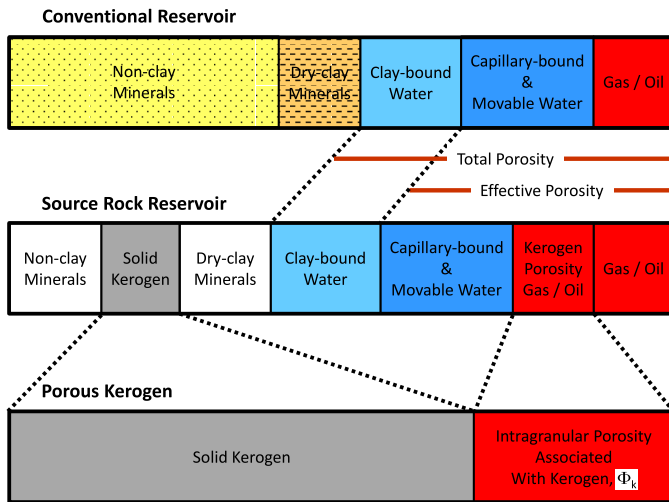 Conventional Reservoir
Non-clay
Minerals
Dry-clay
Minerals
Clay-bound
Water
Capillary-bound
&
Movable Water
Gas / Oil
Total Porosity
Effective Porosity
Source Rock Reservoir
Non-clay
Minerals
Solid
Kerogen
Dry-clay
Minerals
Clay-bound
Water
Capillary-bound
&
Movable Water
Kerogen
Porosity
Gas / Oil
Gas / Oil
Porous Kerogen
Solid Kerogen
Intragranular Porosity
Associated
With Kerogen, Φk